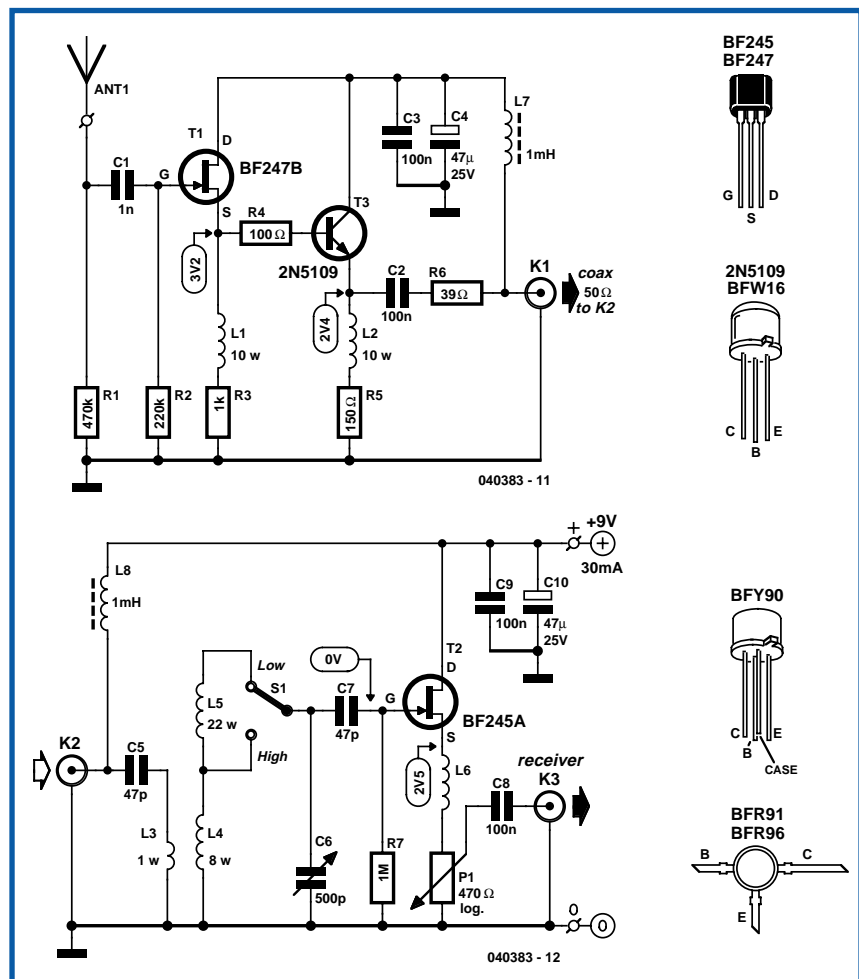 ANT1
C1
1n
T1
D
G
BF247B
S
3V2
R4
100Ω
T3
2N5109
2V4
C3
100n
C4
47µ
25V
L7
1mH
C2
100n
R6
39Ω
K1
coax
50Ω
to K2
L1
10 w
L2
10 w
R1
470k
R2
220k
R3
1k
R5
150Ω
040383 - 11
BF245
BF247
G
S
D
2N5109
BFW16
C
B
E
+
+9V
30mA
L8
1mH
C9
100n
C10
47µ
25V
L5
22 w
Low
S1
High
0V
C7
47p
G
T2
D
BF245A
S
2V5
L6
K2
C5
47p
L3
1 w
L4
8 w
C6
500p
R7
1M
P1
470 Ω
log.
C8
100n
receiver
K3
0
0
040383 - 12
BFY90
C
B
E
CASE
BFR91
BFR96
B
C
E